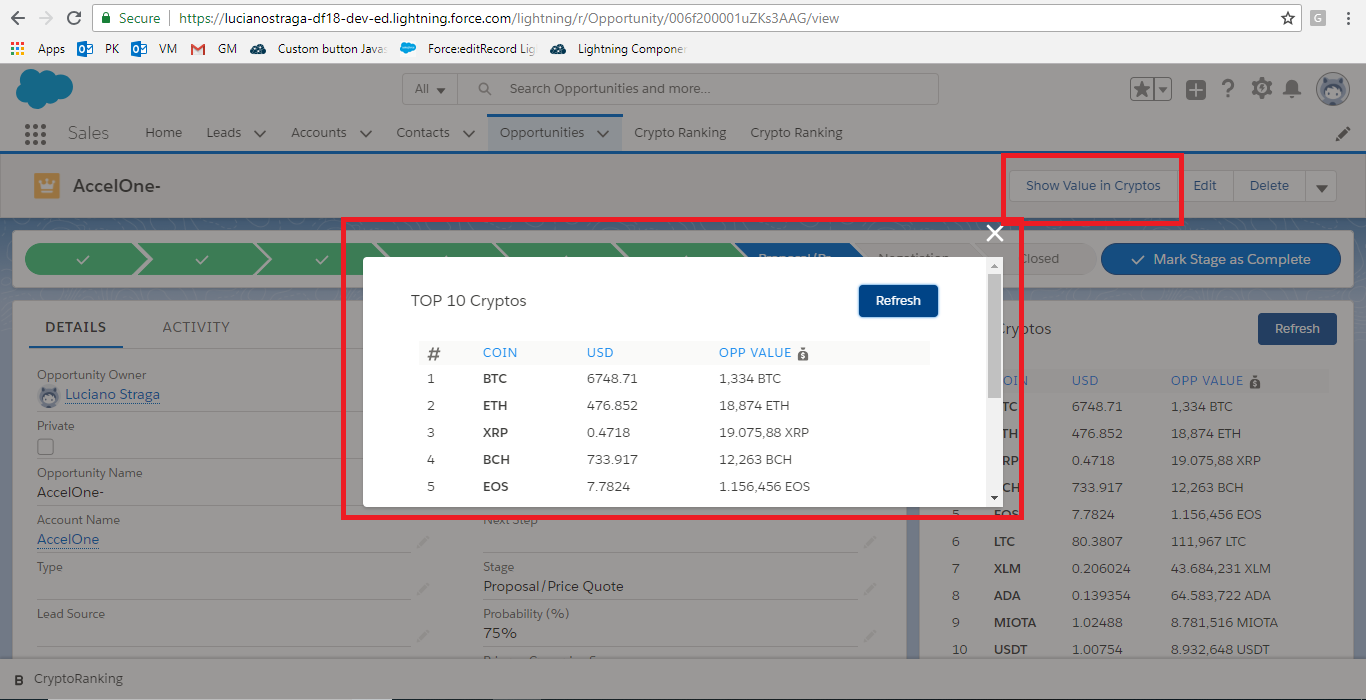 Secure https://lucianostraga-df18-dev-ed.lightning.force.com/lightning/r/Opportunity/006f200001uZKs3AAG/view G
Apps PK VM GM Custom button Java Force:editRecord Lig Lightning Componer
All Search Opportunities and more...
Sales Home Leads Accounts Contacts Opportunities Crypto Ranking Crypto Ranking
AccelOne- Show Value in Cryptos Edit Delete
Closed Mark Stage as Complete
DETAILS ACTIVITY
Opportunity Owner
Luciano Straga
Private
Opportunity Name
AccelOne-
Account Name
AccelOne
Type
Lead Source
TOP 10 Cryptos Refresh
# COIN USD OPP VALUE
1 BTC 6748.71 1,334 BTC
2 ETH 476.852 18,874 ETH
3 XRP 0.4718 19.075,88 XRP
4 BCH 733.917 12,263 BCH
5 EOS 7.7824 1.156,456 EOS
Next Step
Stage
Proposal/Price Quote
Probability (%)
75%
Cryptos Refresh
OIN USD OPP VALUE
TC 6748.71 1,334 BTC
TH 476.852 18,874 ETH
RP 0.4718 19.075,88 XRP
CH 733.917 12,263 BCH
5 EOS 7.7824 1.156,456 EOS
6 LTC 80.3807 111,967 LTC
7 XLM 0.206024 43.684,231 XLM
8 ADA 0.139354 64.583,722 ADA
9 MIOTA 1.02488 8.781,516 MIOTA
10 USDT 1.00754 8.932,648 USDT
B CryptoRanking